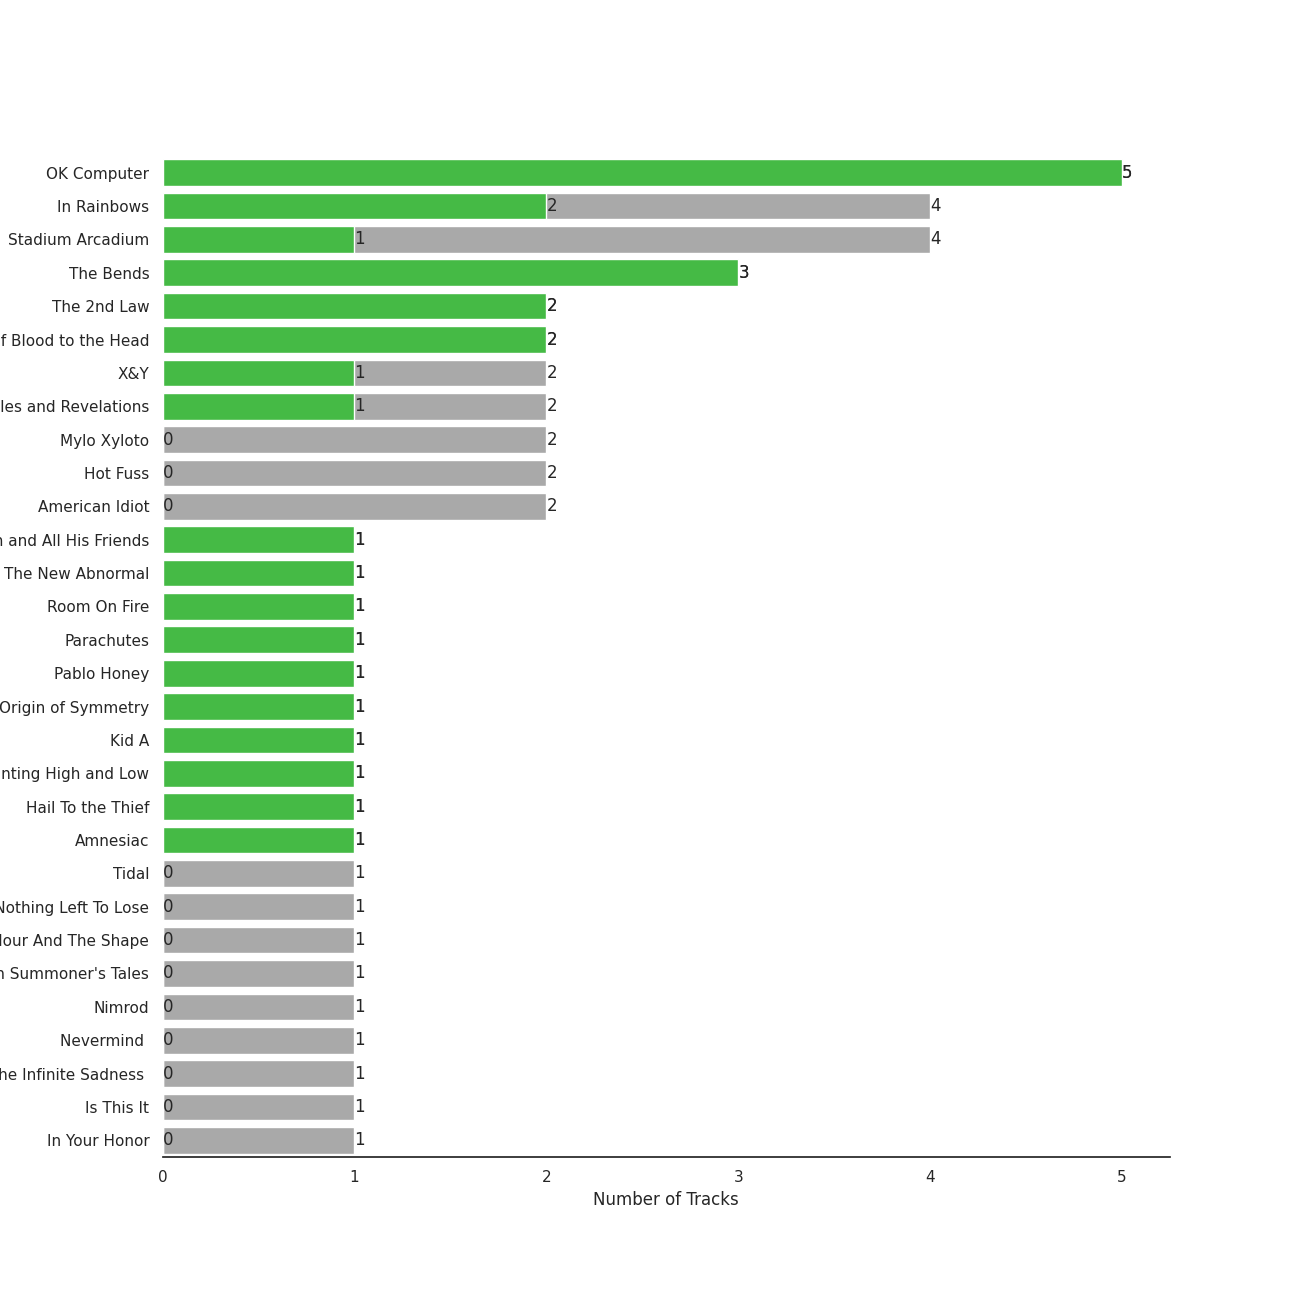 OK Computer 5
In Rainbows 2 4
Stadium Arcadium 1 4
The Bends 3
The 2nd Law 2
f Blood to the Head 2
X&Y 1 2
les and Revelations 1 2
Mylo Xyloto 0 2
Hot Fuss 0 2
American Idiot 0 2
and All His Friends 1
The New Abnormal 1
Room On Fire 1
Parachutes 1
Pablo Honey 1
Origin of Symmetry 1
Kid A 1
nting High and Low 1
Hail To the Thief 1
Amnesiac 1
Tidal 0 1
Nothing Left To Lose 0 1
lour And The Shape 0 1
n Summoner's Tales 0 1
Nimrod 0 1
Nevermind 0 1
he Infinite Sadness 0 1
Is This It 0 1
In Your Honor 0 1
0 1 2 3 4 5
Number of Tracks